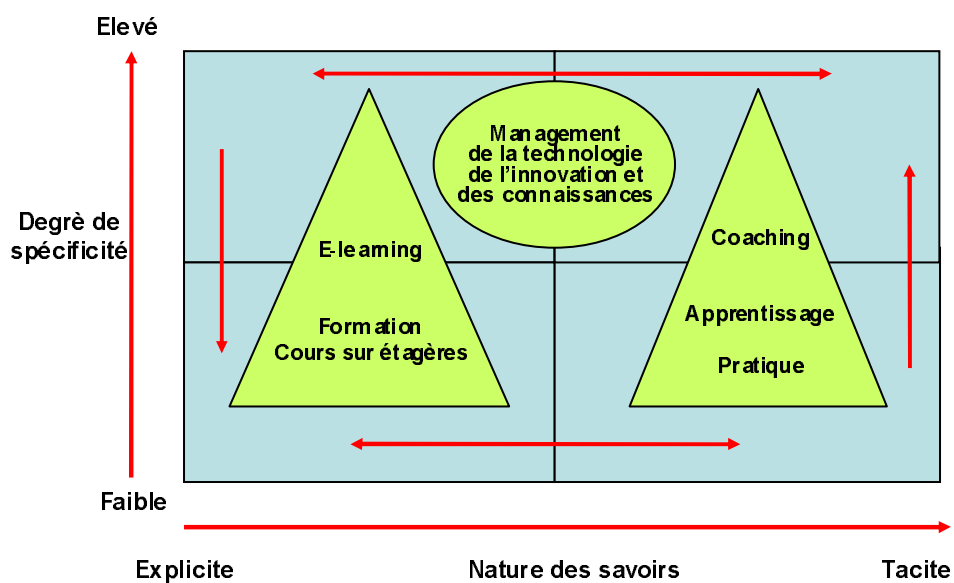 Elevé
Management
de la technologie
de l'innovation et
des connaissances
Degrè de
spécificité
E-learning
Coaching
Formation
Cours sur étagères
Apprentissage
Pratique
Faible
Explicite
Nature des savoirs
Tacite